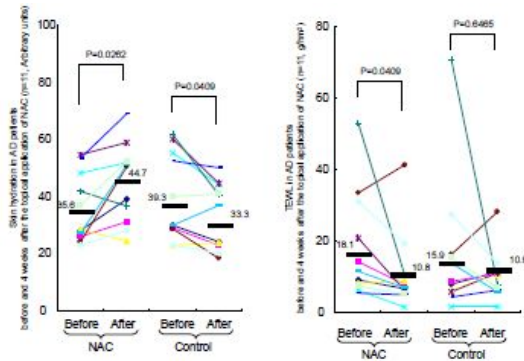 Skin hydration in AD patients
before and 4 weeks after the topical application of NAC (n=11, Arbitrary units)
100
80
60
40
20
0
P=0.0262
P=0.0409
35.6
44.7
39.3
33.3
Before After Before After
NAC Control
TEWL in AD patients
before and 4 weeks after the topical application of NAC (n=11, g/hm²)
80
60
40
20
0
P=0.6465
P=0.0409
18.1
10.8
15.9
Before After Before After
NAC Control